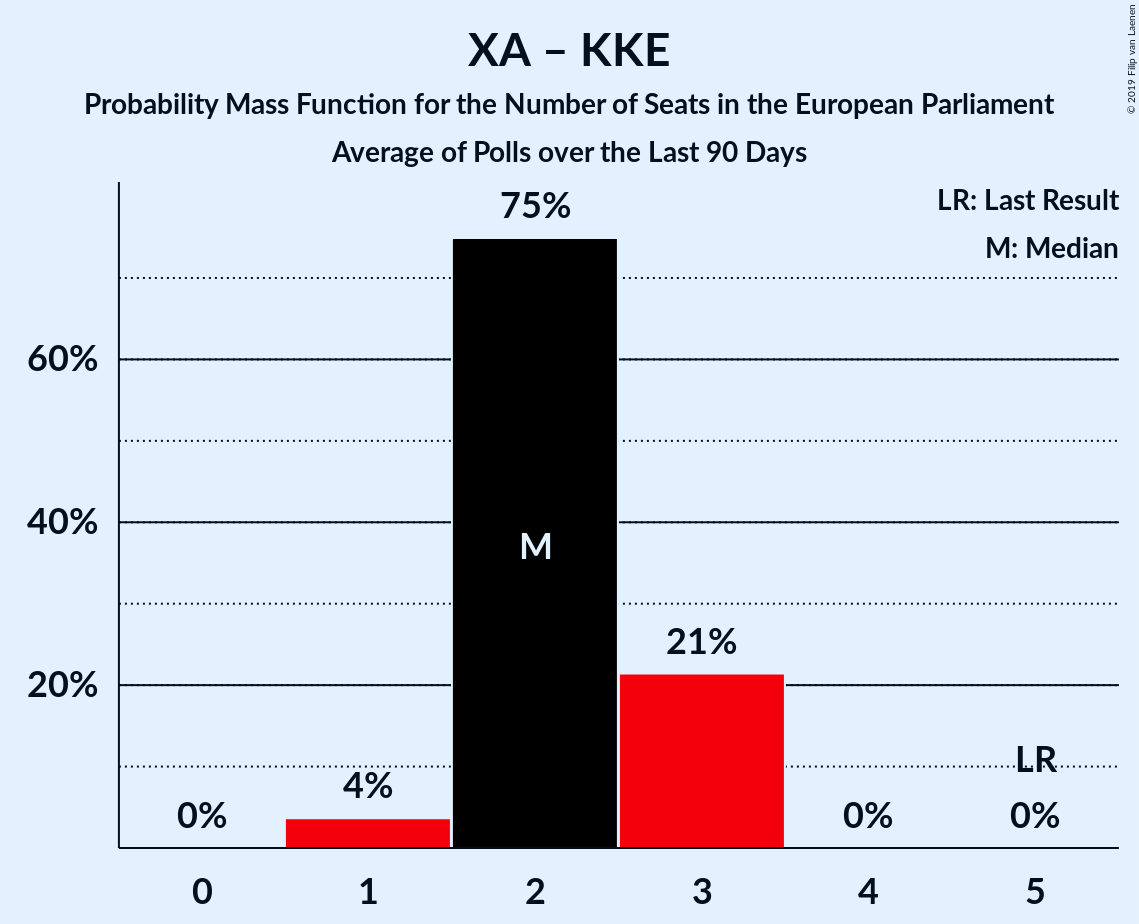 XA – KKE
Probability Mass Function for the Number of Seats in the European Parliament
Average of Polls over the Last 90 Days
© 2019 Filip van Laenen
LR: Last Result
M: Median
75%
60%
40%
M
21%
20%
LR
4%
0%
0%
0%
0
1
2
3
4
5